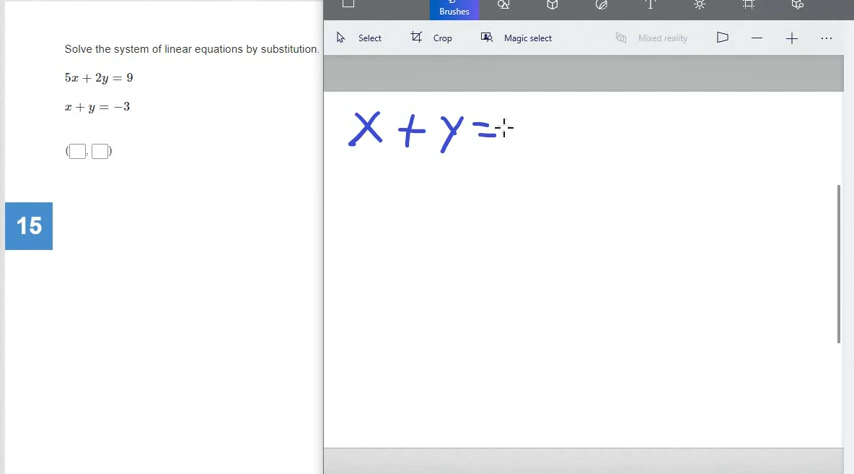 Brushes
Select Crop Magic select Mixed reality
Solve the system of linear equations by substitution.
5x + 2y = 9
x + y = −3
( , )
15
x + y =